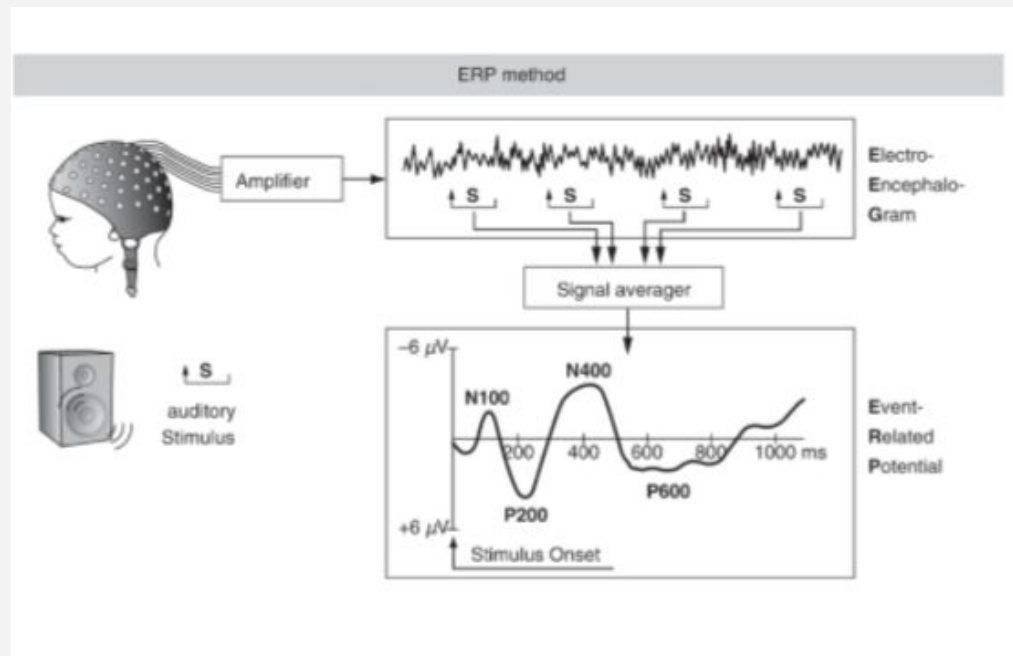 ERP method
Amplifier
S
S
S
S
Electro-
Encephalo-
Gram
Signal averager
S
auditory
Stimulus
–6 µV
N100
N400
200
400
600
800
1000 ms
P200
P600
+6 µV
Stimulus Onset
Event-
Related
Potential